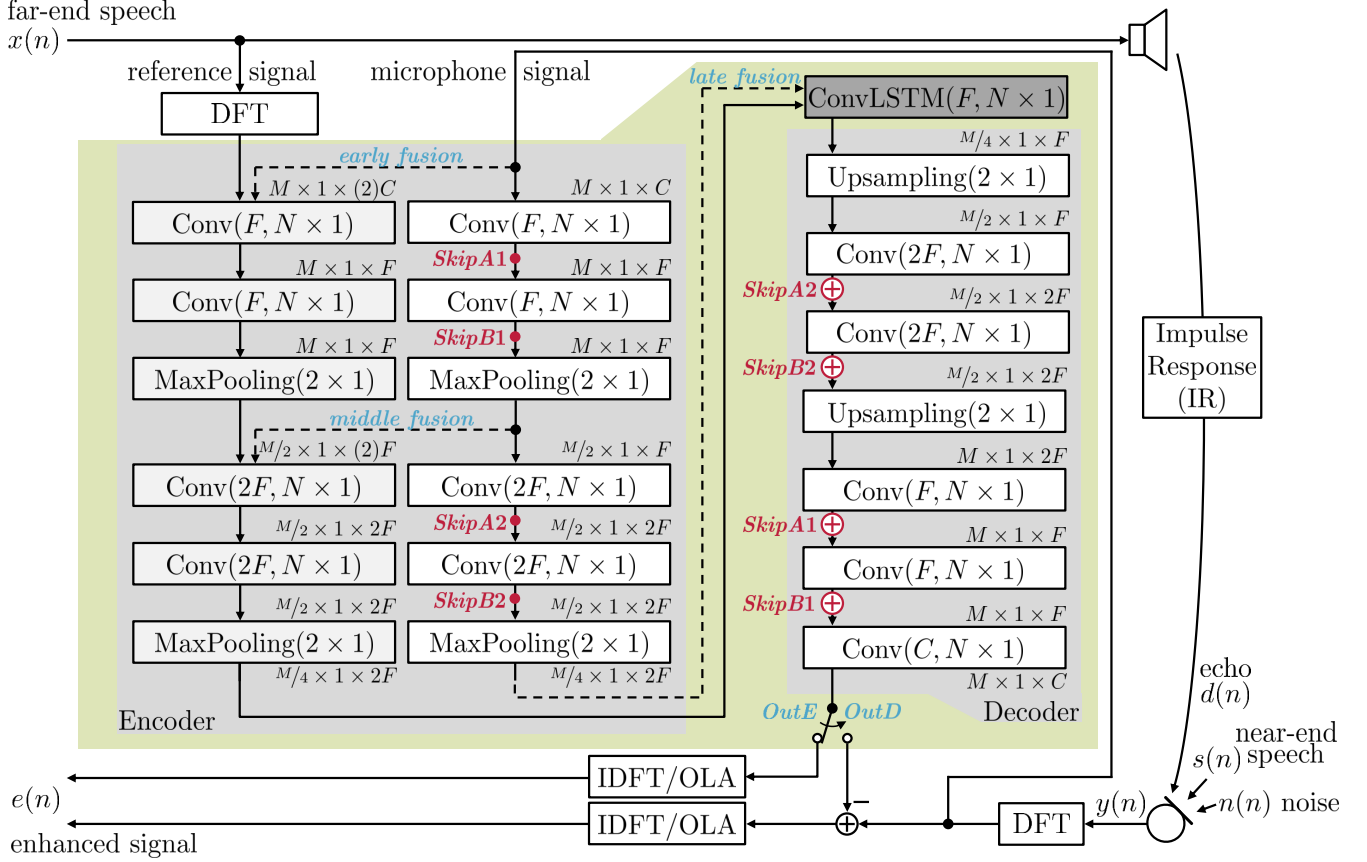 far-end speech
x(n)
reference signal
microphone signal
DFT
late fusion
ConvLSTM(F, N × 1)
early fusion
M × 1 × (2)C
M × 1 × C
Conv(F, N × 1)
Conv(F, N × 1)
SkipA1
M × 1 × F
M × 1 × F
Conv(F, N × 1)
Conv(F, N × 1)
SkipB1
M × 1 × F
M × 1 × F
MaxPooling(2 × 1)
MaxPooling(2 × 1)
middle fusion
M/2 × 1 × (2)F
M/2 × 1 × F
Conv(2F, N × 1)
Conv(2F, N × 1)
SkipA2
M/2 × 1 × 2F
M/2 × 1 × 2F
Conv(2F, N × 1)
Conv(2F, N × 1)
SkipB2
M/2 × 1 × 2F
M/2 × 1 × 2F
MaxPooling(2 × 1)
MaxPooling(2 × 1)
M/4 × 1 × 2F
M/4 × 1 × 2F
Encoder
M/4 × 1 × F
Upsampling(2 × 1)
M/2 × 1 × F
Conv(2F, N × 1)
SkipA2
M/2 × 1 × 2F
Conv(2F, N × 1)
SkipB2
M/2 × 1 × 2F
Upsampling(2 × 1)
M × 1 × 2F
Conv(F, N × 1)
SkipA1
M × 1 × F
Conv(F, N × 1)
SkipB1
M × 1 × F
Conv(C, N × 1)
M × 1 × C
OutE
OutD
Decoder
Impulse
Response
(IR)
echo
d(n)
near-end
speech
s(n)
n(n) noise
y(n)
DFT
−
IDFT/OLA
IDFT/OLA
e(n)
enhanced signal